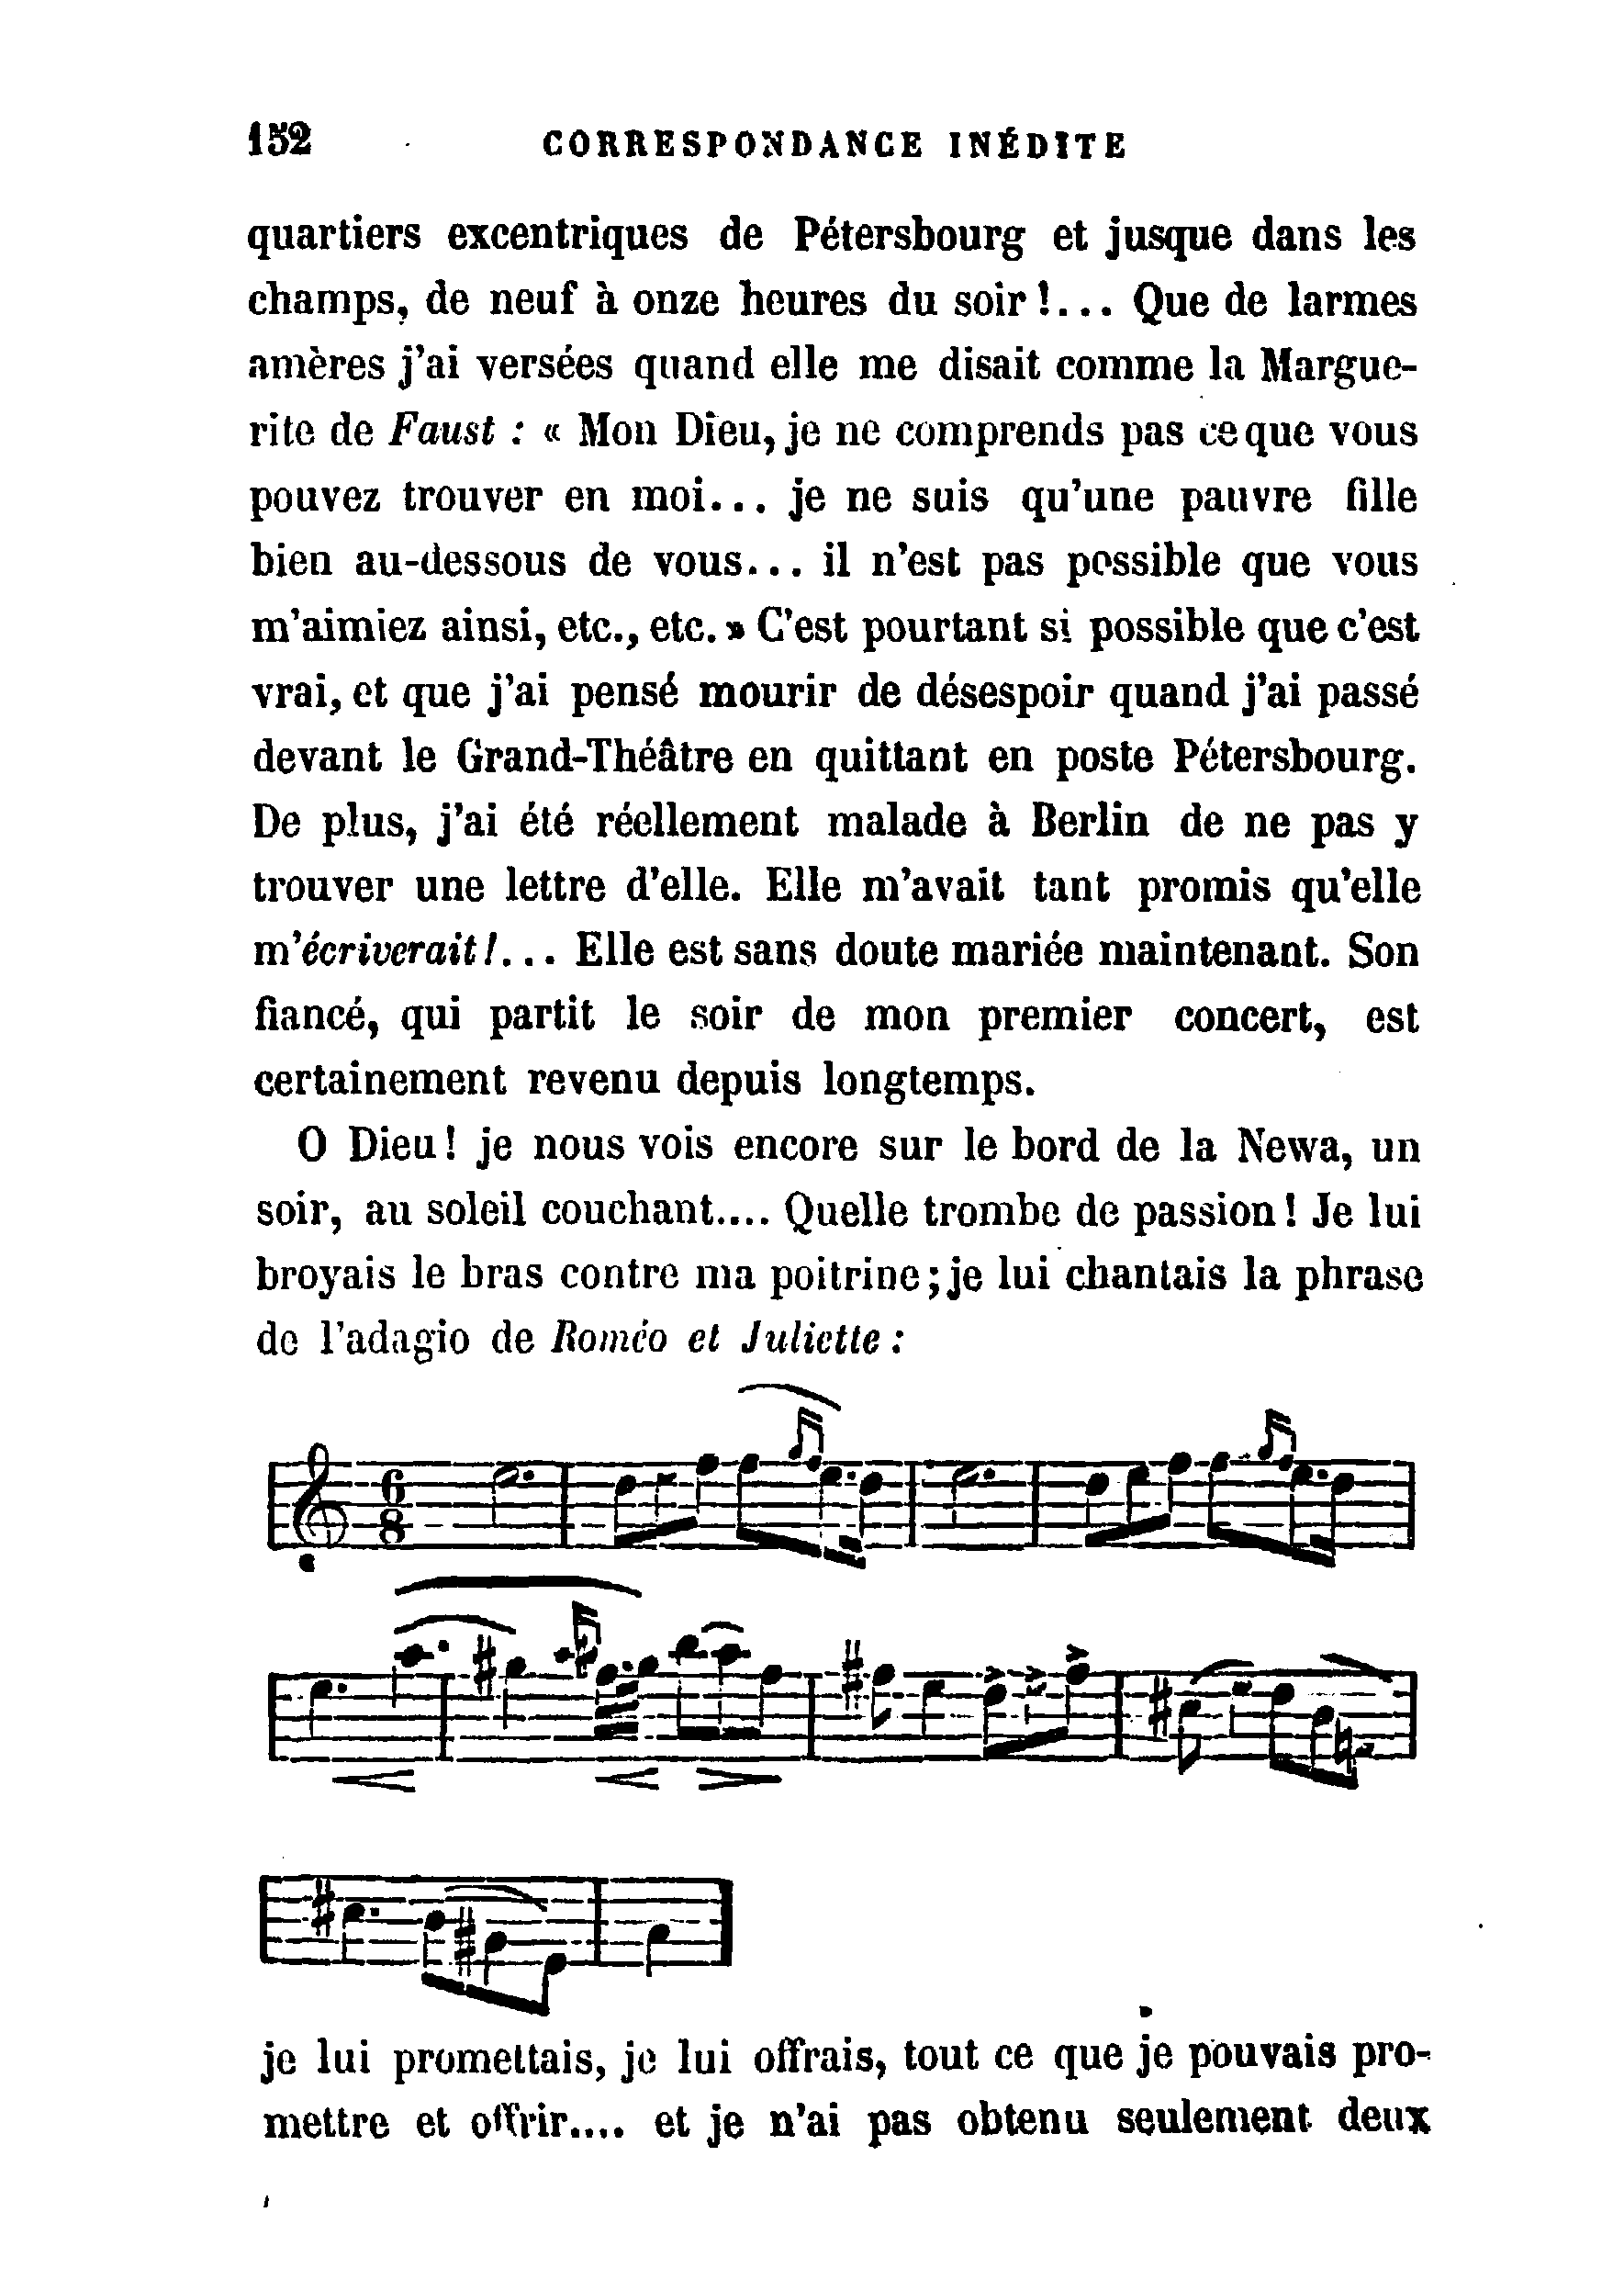 152 CORRESPONDANCE INÉDITE
quartiers excentriques de Pétersbourg et jusque dans les
champs, de neuf à onze heures du soir !... Que de larmes
amères j'ai versées quand elle me disait comme la Margue-
rite de Faust : « Mon Dieu, je ne comprends pas ce que vous
pouvez trouver en moi... je ne suis qu'une pauvre fille
bien au-dessous de vous... il n'est pas possible que vous
m'aimiez ainsi, etc., etc. » C'est pourtant si possible que c'est
vrai, et que j'ai pensé mourir de désespoir quand j'ai passé
devant le Grand-Théâtre en quittant en poste Pétersbourg.
De plus, j'ai été réellement malade à Berlin de ne pas y
trouver une lettre d'elle. Elle m'avait tant promis qu'elle
m'écriverait !... Elle est sans doute mariée maintenant. Son
fiancé, qui partit le soir de mon premier concert, est
certainement revenu depuis longtemps.
O Dieu ! je nous vois encore sur le bord de la Newa, un
soir, au soleil couchant.... Quelle trombe de passion ! Je lui
broyais le bras contre ma poitrine ; je lui chantais la phrase
de l'adagio de Roméo et Juliette :
6
8
je lui promettais, je lui offrais, tout ce que je pouvais pro-
mettre et offrir.... et je n'ai pas obtenu seulement deux